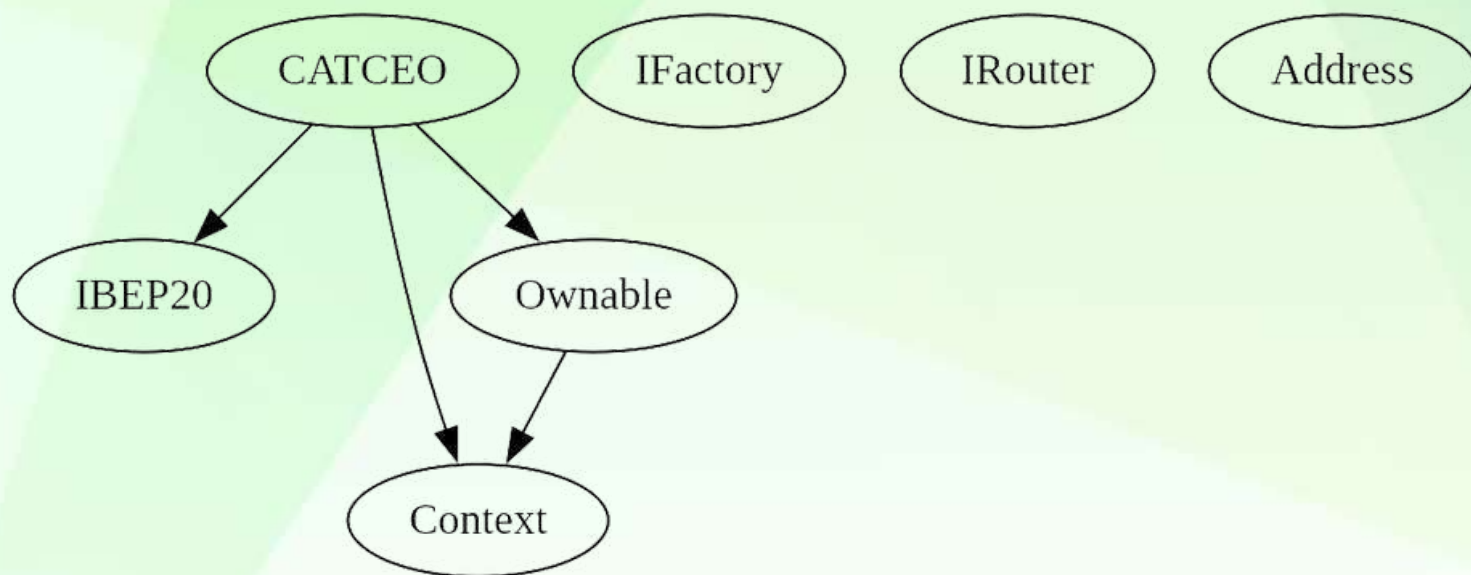 CATCEO
IFactory
IRouter
Address
IBEP20
Ownable
Context